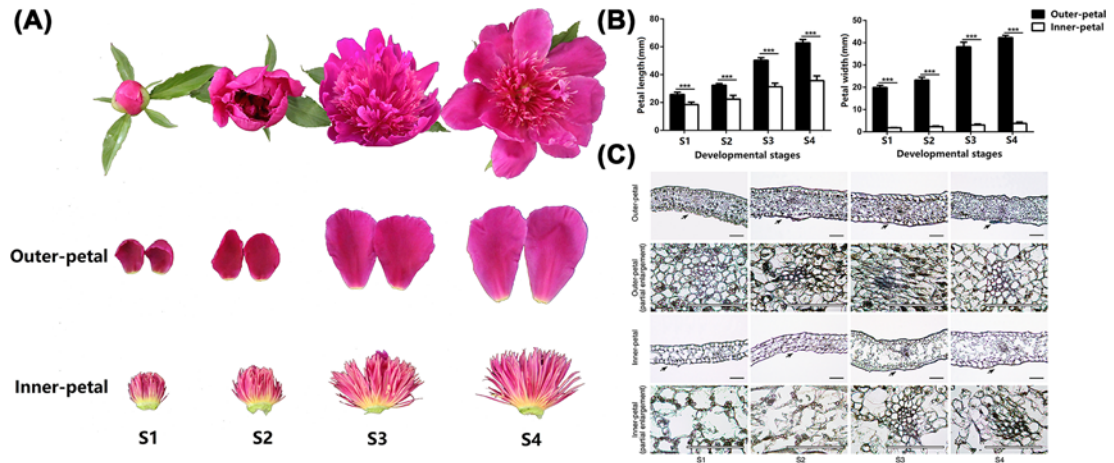 (A)
Outer-petal
Inner-petal
S1 S2 S3 S4
(B)
Outer-petal
Inner-petal
Petal length(mm)
80
60
40
20
0
*** *** *** ***
S1 S2 S3 S4
Developmental stages
Petal width(mm)
50
40
30
20
10
0
*** *** *** ***
S1 S2 S3 S4
Developmental stages
(C)
Outer-petal
Outer-petal
(partial enlargement)
Inner-petal
Inner-petal
(partial enlargement)
S1 S2 S3 S4